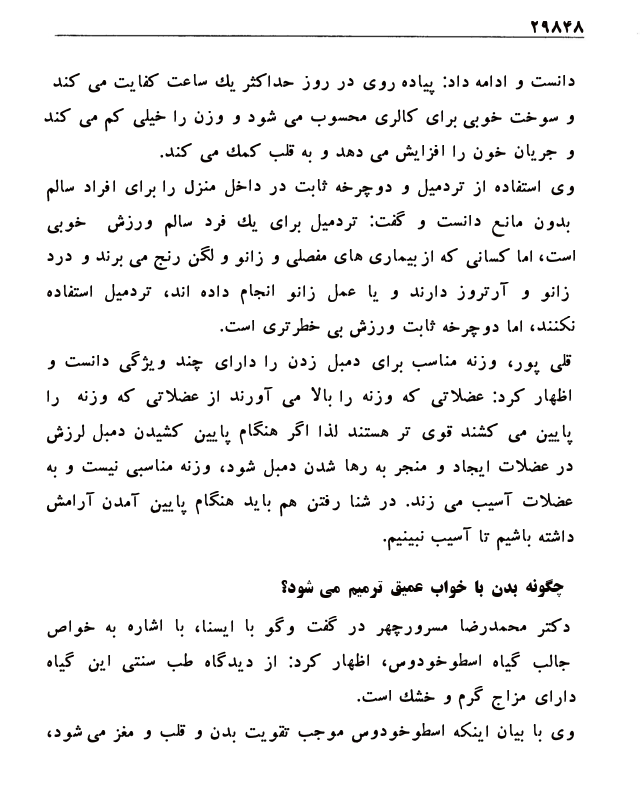 ۲۹۸۴۸
دانست و ادامه داد: پیاده روی در روز حداکثر یك ساعت کفایت می کند
و سوخت خوبی برای کالری محسوب می شود و وزن را خیلی کم می کند
و جریان خون را افزایش می دهد و به قلب کمك می کند.
وی استفاده از تردمیل و دوچرخه ثابت در داخل منزل را برای افراد سالم
بدون مانع دانست و گفت: تردمیل برای یك فرد سالم ورزش خوبی
است، اما کسانی که از بیماری های مفصلی و زانو و لگن رنج می برند و درد
زانو و آرتروز دارند و یا عمل زانو انجام داده اند، تردمیل استفاده
نکنند، اما دوچرخه ثابت ورزش بی خطرتری است.
قلی پور، وزنه مناسب برای دمبل زدن را دارای چند ویژگی دانست و
اظهار کرد: عضلاتی که وزنه را بالا می آورند از عضلاتی که وزنه را
پایین می کشند قوی تر هستند لذا اگر هنگام پایین کشیدن دمبل لرزش
در عضلات ایجاد و منجر به رها شدن دمبل شود، وزنه مناسبی نیست و به
عضلات آسیب می زند. در شنا رفتن هم باید هنگام پایین آمدن آرامش
داشته باشیم تا آسیب نبینیم.
چگونه بدن با خواب عمیق ترمیم می شود؟
دکتر محمدرضا مسرورچهر در گفت وگو با ایسنا، با اشاره به خواص
جالب گیاه اسطوخودوس، اظهار کرد: از دیدگاه طب سنتی این گیاه
دارای مزاج گرم و خشك است.
وی با بیان اینکه اسطوخودوس موجب تقویت بدن و قلب و مغز می شود،